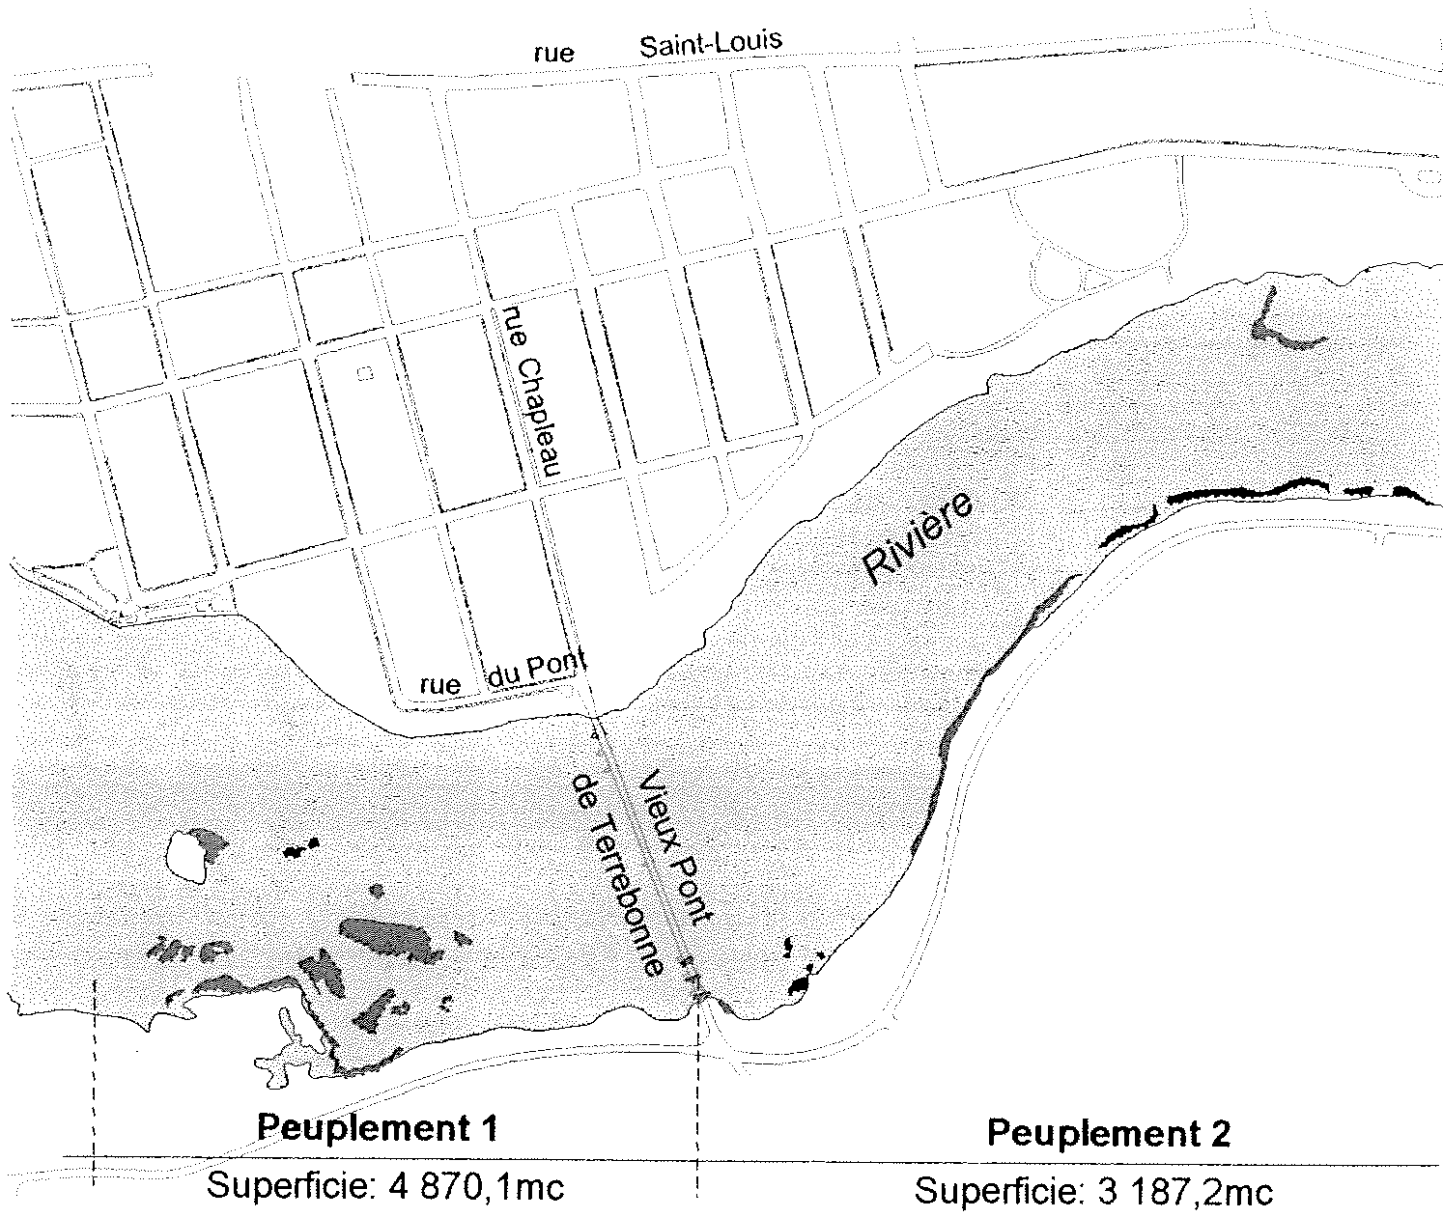 rue Saint-Louis
rue Chapleau
Rivière
rue du Pont
Vieux Pont
de Terrebonne
Peuplement 1
Peuplement 2
Superficie: 4 870,1mc
Superficie: 3 187,2mc